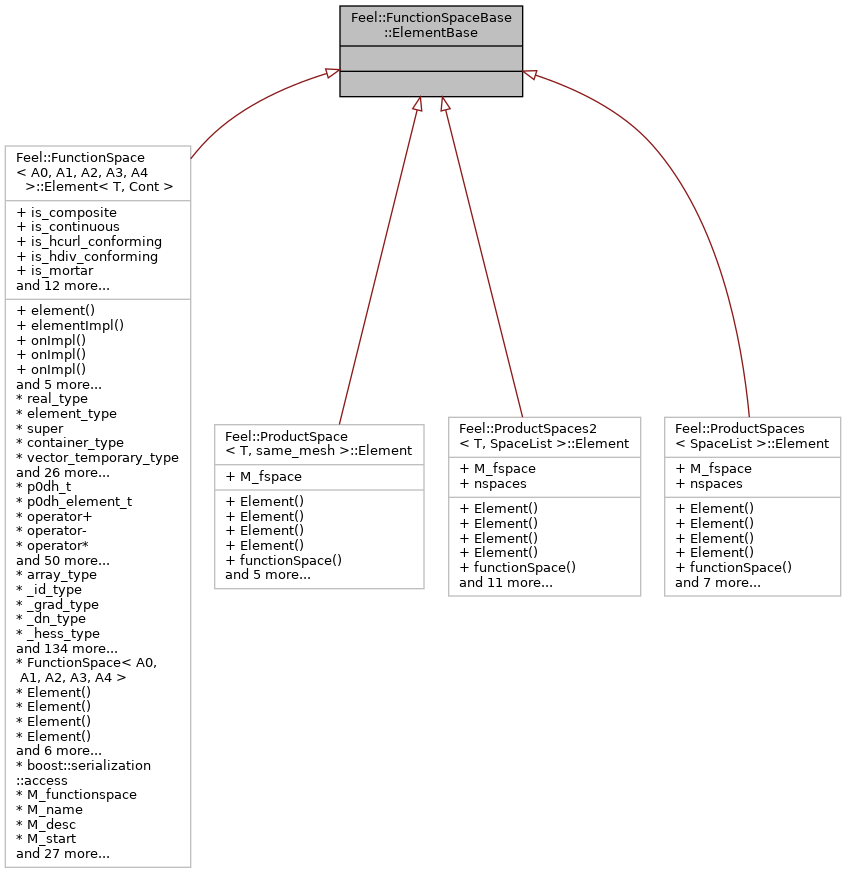 Feel::FunctionSpaceBase
::ElementBase
Feel::FunctionSpace
< A0, A1, A2, A3, A4
>::Element< T, Cont >
+ is_composite
+ is_continuous
+ is_hcurl_conforming
+ is_hdiv_conforming
+ is_mortar
and 12 more...
+ element()
+ elementImpl()
+ onImpl()
+ onImpl()
+ onImpl()
and 5 more...
* real_type
* element_type
* super
* container_type
* vector_temporary_type
and 26 more...
* p0dh_t
* p0dh_element_t
* operator+
* operator-
* operator*
and 50 more...
* array_type
* _id_type
* _grad_type
* _dn_type
* _hess_type
and 134 more...
* FunctionSpace< A0,
A1, A2, A3, A4 >
* Element()
* Element()
* Element()
* Element()
and 6 more...
* boost::serialization
::access
* M_functionspace
* M_name
* M_desc
* M_start
and 27 more...
Feel::ProductSpace
< T, same_mesh >::Element
+ M_fspace
+ Element()
+ Element()
+ Element()
+ Element()
+ functionSpace()
and 5 more...
Feel::ProductSpaces2
< T, SpaceList >::Element
+ M_fspace
+ nspaces
+ Element()
+ Element()
+ Element()
+ Element()
+ functionSpace()
and 11 more...
Feel::ProductSpaces
< SpaceList >::Element
+ M_fspace
+ nspaces
+ Element()
+ Element()
+ Element()
+ Element()
+ functionSpace()
and 7 more...